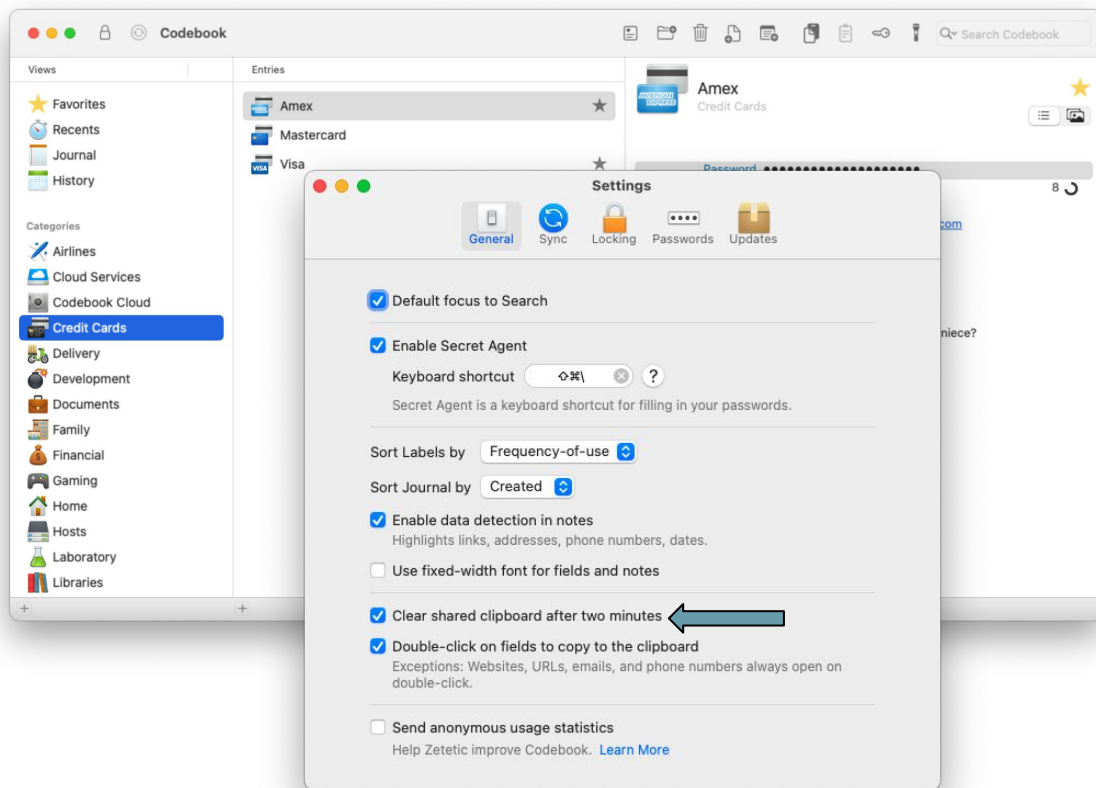 Codebook
Search Codebook
Views
Favorites
Recents
Journal
History
Categories
Airlines
Cloud Services
Codebook Cloud
Credit Cards
Delivery
Development
Documents
Family
Financial
Gaming
Home
Hosts
Laboratory
Libraries
+
Entries
Amex
Mastercard
VISA Visa
+
AMERICAN EXPRESS
Amex
Credit Cards
Password ••••••••••••••••••••
8
com
niece?
Settings
General Sync Locking Passwords Updates
Default focus to Search
Enable Secret Agent
Keyboard shortcut ⇧⌘\ ?
Secret Agent is a keyboard shortcut for filling in your passwords.
Sort Labels by Frequency-of-use
Sort Journal by Created
Enable data detection in notes
Highlights links, addresses, phone numbers, dates.
Use fixed-width font for fields and notes
Clear shared clipboard after two minutes
Double-click on fields to copy to the clipboard
Exceptions: Websites, URLs, emails, and phone numbers always open on
double-click.
Send anonymous usage statistics
Help Zetetic improve Codebook. Learn More